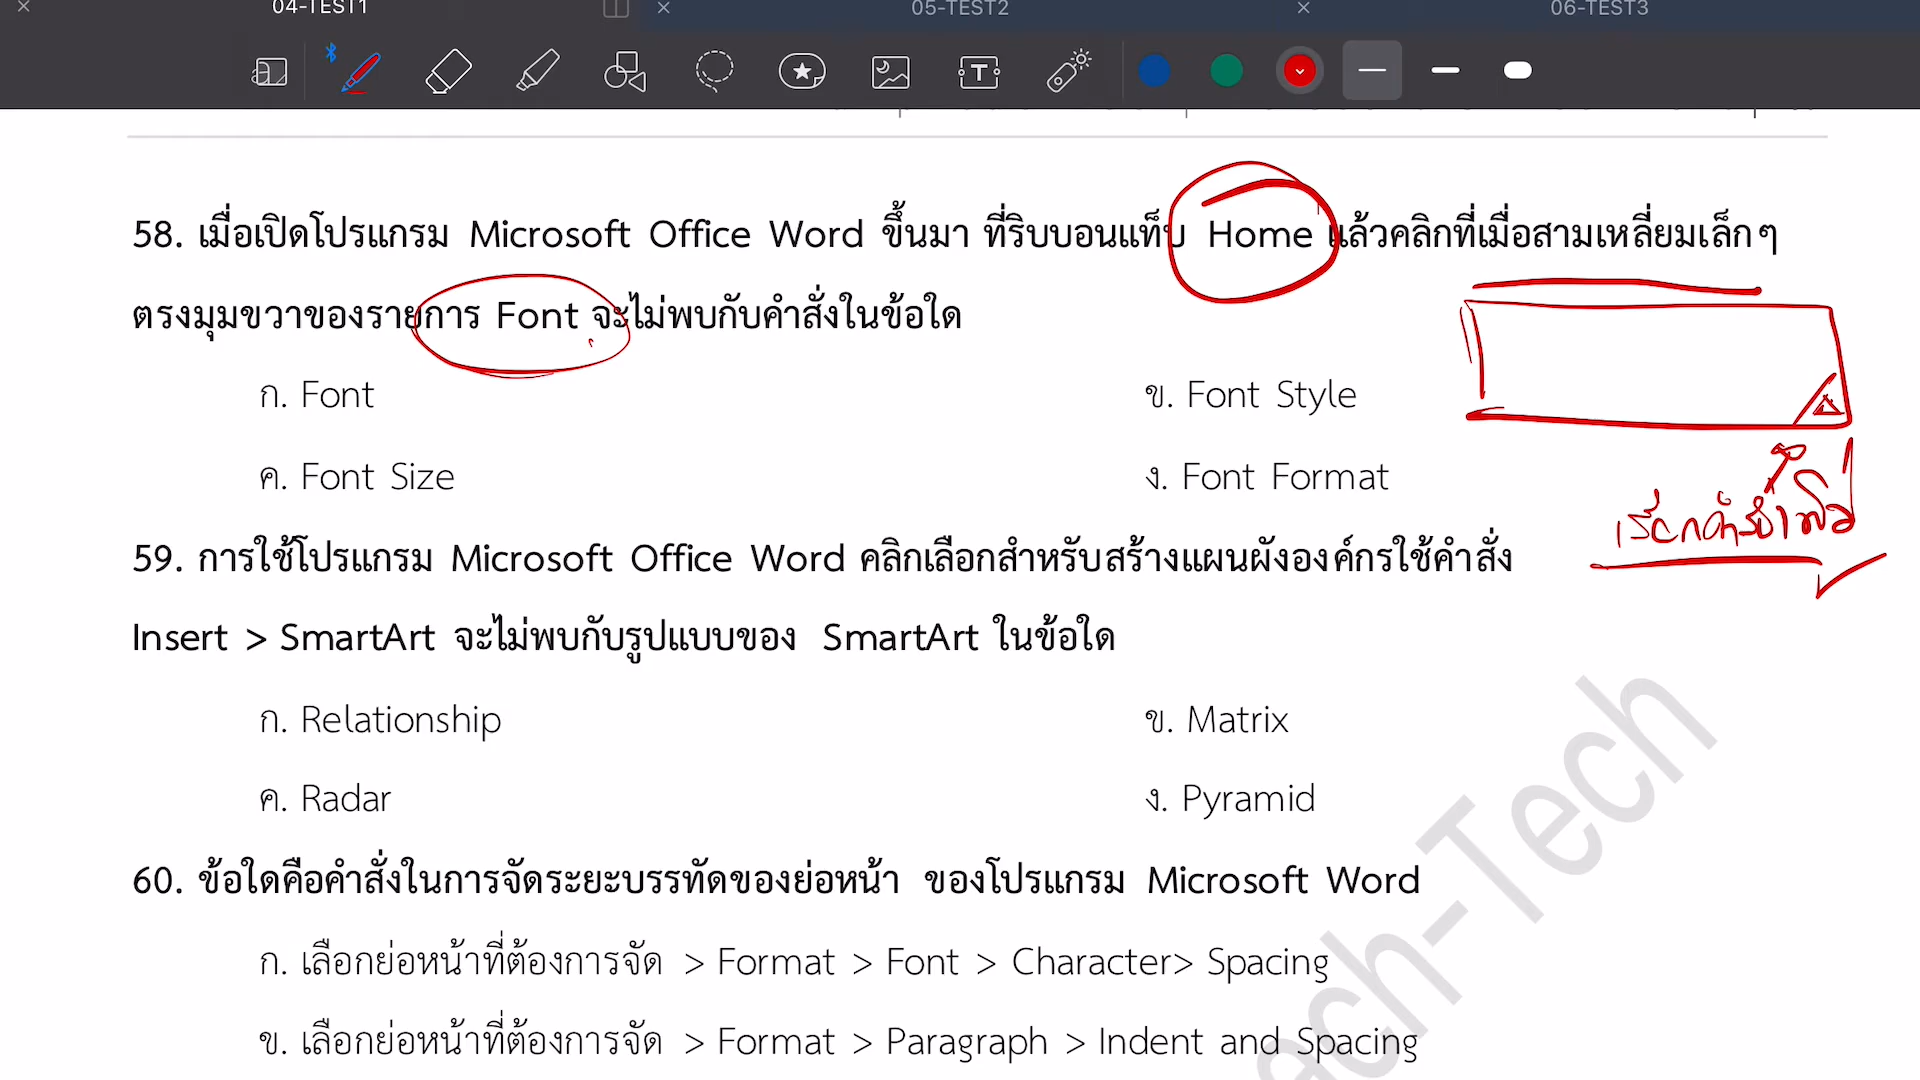 04-TEST1
05-TEST2
06-TEST3
58. เมื่อเปิดโปรแกรม Microsoft Office Word ขึ้นมา ที่ริบบอนแท็บ Home แล้วคลิกที่เมื่อสามเหลี่ยมเล็กๆ
ตรงมุมขวาของรายการ Font จะไม่พบกับคำสั่งในข้อใด
ก. Font
ข. Font Style
ค. Font Size
ง. Font Format
59. การใช้โปรแกรม Microsoft Office Word คลิกเลือกสำหรับสร้างแผนผังองค์กรใช้คำสั่ง
Insert > SmartArt จะไม่พบกับรูปแบบของ SmartArt ในข้อใด
ก. Relationship
ข. Matrix
ค. Radar
ง. Pyramid
60. ข้อใดคือคำสั่งในการจัดระยะบรรทัดของย่อหน้า ของโปรแกรม Microsoft Word
ก. เลือกย่อหน้าที่ต้องการจัด > Format > Font > Character> Spacing
ข. เลือกย่อหน้าที่ต้องการจัด > Format > Paragraph > Indent and Spacing